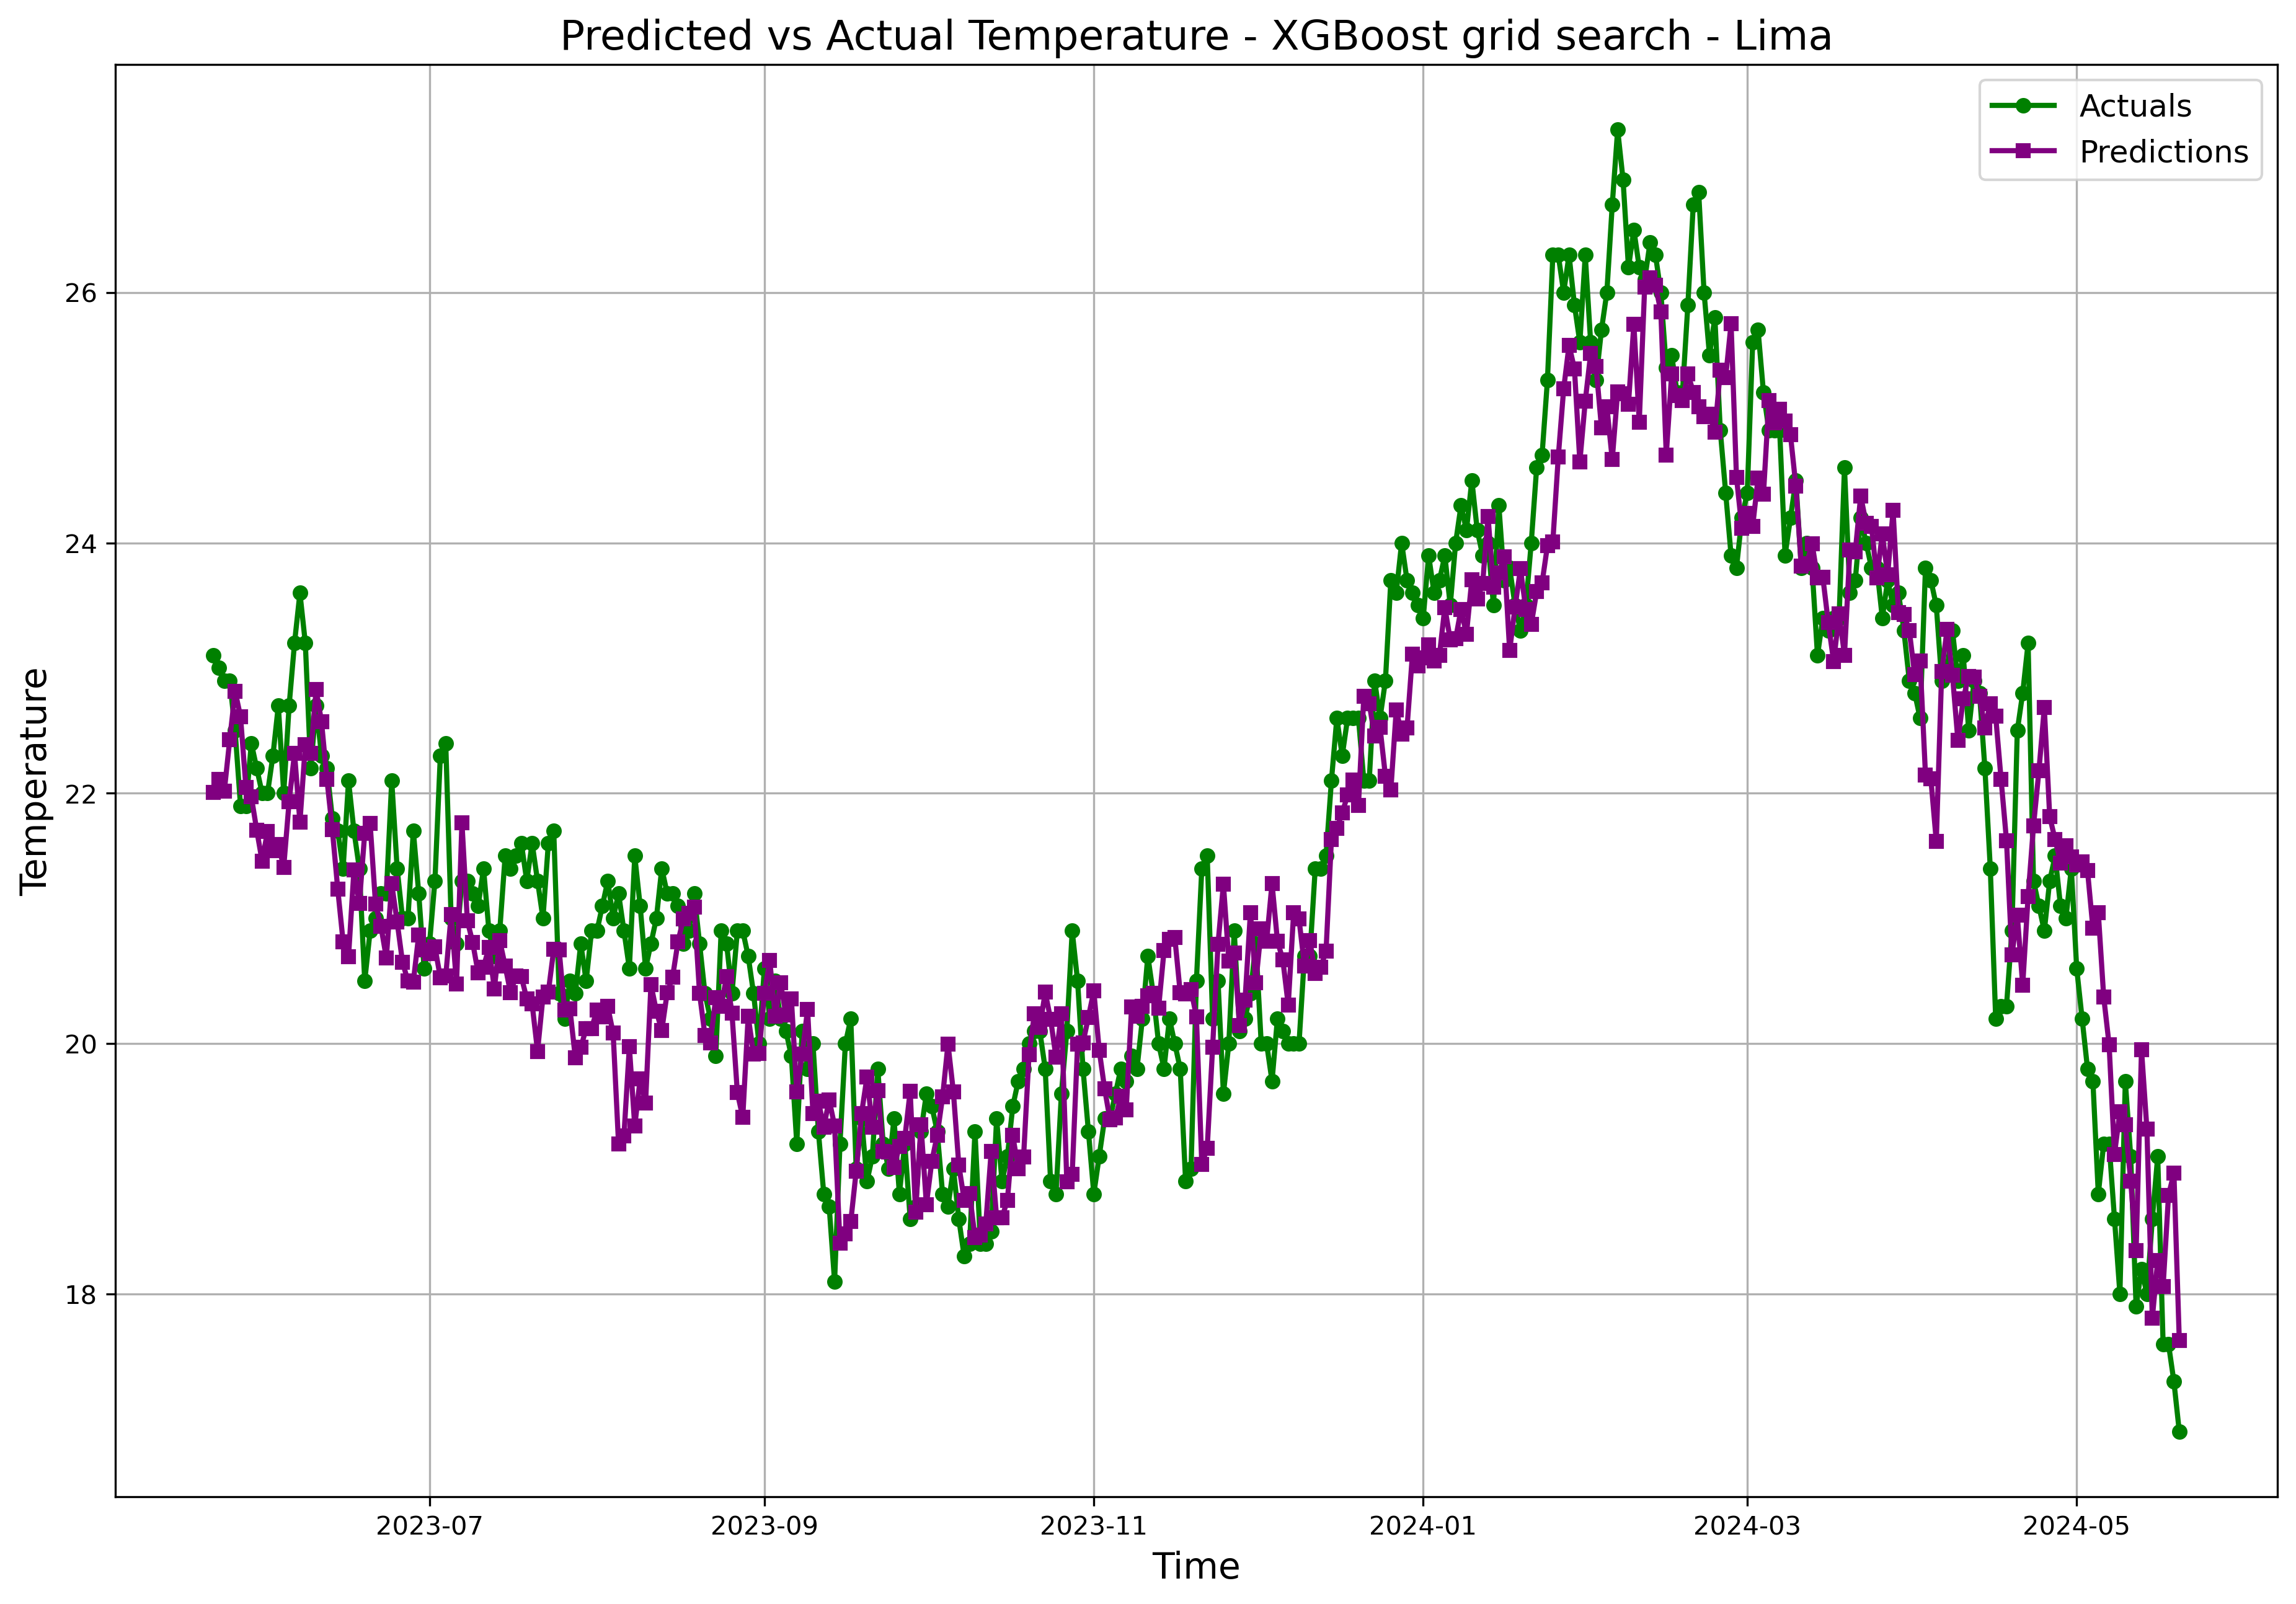 Predicted vs Actual Temperature - XGBoost grid search - Lima
Actuals
Predictions
Temperature
26
24
22
20
18
2023-07
2023-09
2023-11
2024-01
2024-03
2024-05
Time